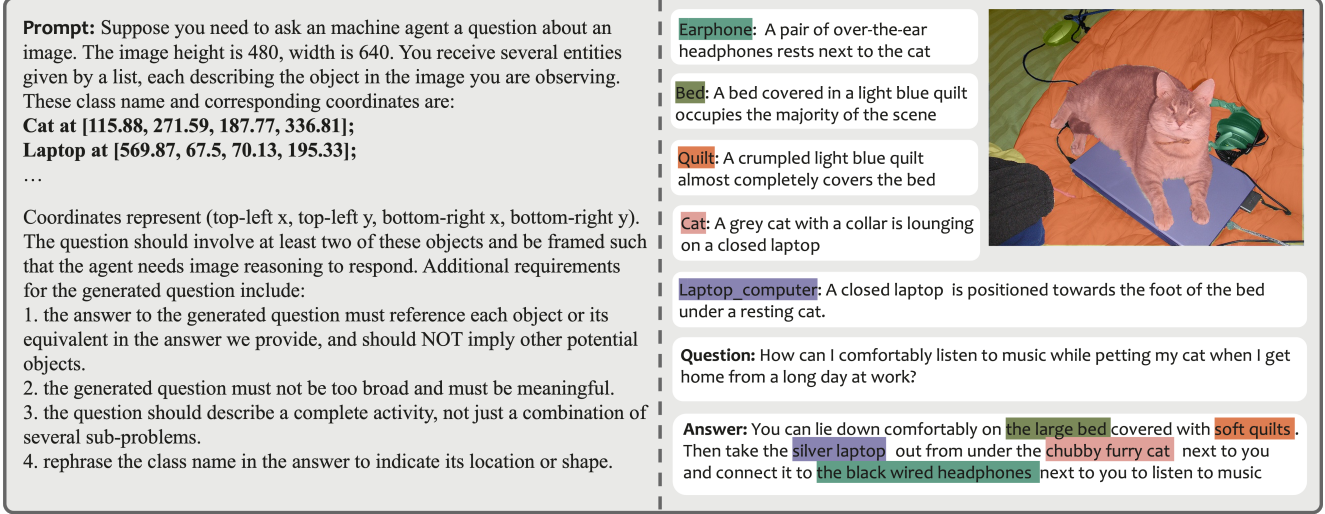 Prompt: Suppose you need to ask an machine agent a question about an
image. The image height is 480, width is 640. You receive several entities
given by a list, each describing the object in the image you are observing.
These class name and corresponding coordinates are:
Cat at [115.88, 271.59, 187.77, 336.81];
Laptop at [569.87, 67.5, 70.13, 195.33];
…
Coordinates represent (top-left x, top-left y, bottom-right x, bottom-right y).
The question should involve at least two of these objects and be framed such
that the agent needs image reasoning to respond. Additional requirements
for the generated question include:
1. the answer to the generated question must reference each object or its
equivalent in the answer we provide, and should NOT imply other potential
objects.
2. the generated question must not be too broad and must be meaningful.
3. the question should describe a complete activity, not just a combination of
several sub-problems.
4. rephrase the class name in the answer to indicate its location or shape.
Earphone: A pair of over-the-ear
headphones rests next to the cat
Bed: A bed covered in a light blue quilt
occupies the majority of the scene
Quilt: A crumpled light blue quilt
almost completely covers the bed
Cat: A grey cat with a collar is lounging
on a closed laptop
Laptop_computer: A closed laptop is positioned towards the foot of the bed
under a resting cat.
Question: How can I comfortably listen to music while petting my cat when I get
home from a long day at work?
Answer: You can lie down comfortably on the large bed covered with soft quilts .
Then take the silver laptop out from under the chubby furry cat next to you
and connect it to the black wired headphones next to you to listen to music